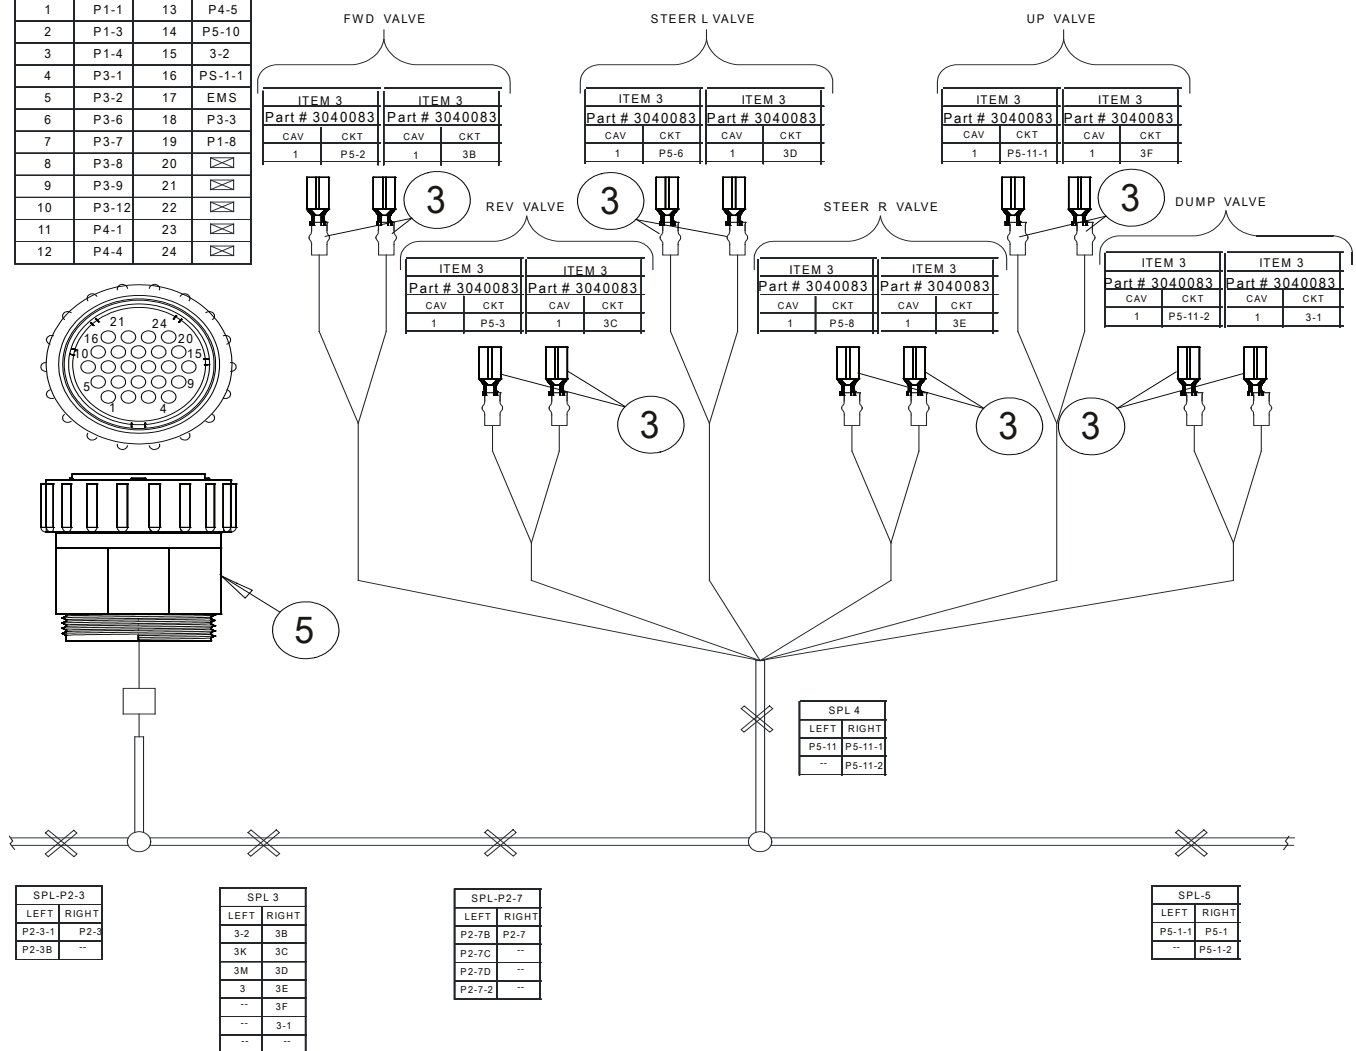 1 P1-1 13 P4-5
2 P1-3 14 P5-10
3 P1-4 15 3-2
4 P3-1 16 PS-1-1
5 P3-2 17 EMS
6 P3-6 18 P3-3
7 P3-7 19 P1-8
8 P3-8 20
9 P3-9 21
10 P3-12 22
11 P4-1 23
12 P4-4 24
FWD VALVE
ITEM 3 ITEM 3
Part # 3040083 Part # 3040083
CAV CKT CAV CKT
1 P5-2 1 3B
3
STEER L VALVE
ITEM 3 ITEM 3
Part # 3040083 Part # 3040083
CAV CKT CAV CKT
1 P5-6 1 3D
3
UP VALVE
ITEM 3 ITEM 3
Part # 3040083 Part # 3040083
CAV CKT CAV CKT
1 P5-11-1 1 3F
3
REV VALVE
ITEM 3 ITEM 3
Part # 3040083 Part # 3040083
CAV CKT CAV CKT
1 P5-3 1 3C
3
STEER R VALVE
ITEM 3 ITEM 3
Part # 3040083 Part # 3040083
CAV CKT CAV CKT
1 P5-8 1 3E
3
DUMP VALVE
ITEM 3 ITEM 3
Part # 3040083 Part # 3040083
CAV CKT CAV CKT
1 P5-11-2 1 3-1
3
21 24
16 20
10 15
5 9
1 4
5
SPL 4
LEFT RIGHT
P5-11 P5-11-1
-- P5-11-2
SPL-P2-3
LEFT RIGHT
P2-3-1 P2-3
P2-3B --
SPL 3
LEFT RIGHT
3-2 3B
3K 3C
3M 3D
3 3E
-- 3F
-- 3-1
-- --
SPL-P2-7
LEFT RIGHT
P2-7B P2-7
P2-7C --
P2-7D --
P2-7-2 --
SPL-5
LEFT RIGHT
P5-1-1 P5-1
-- P5-1-2